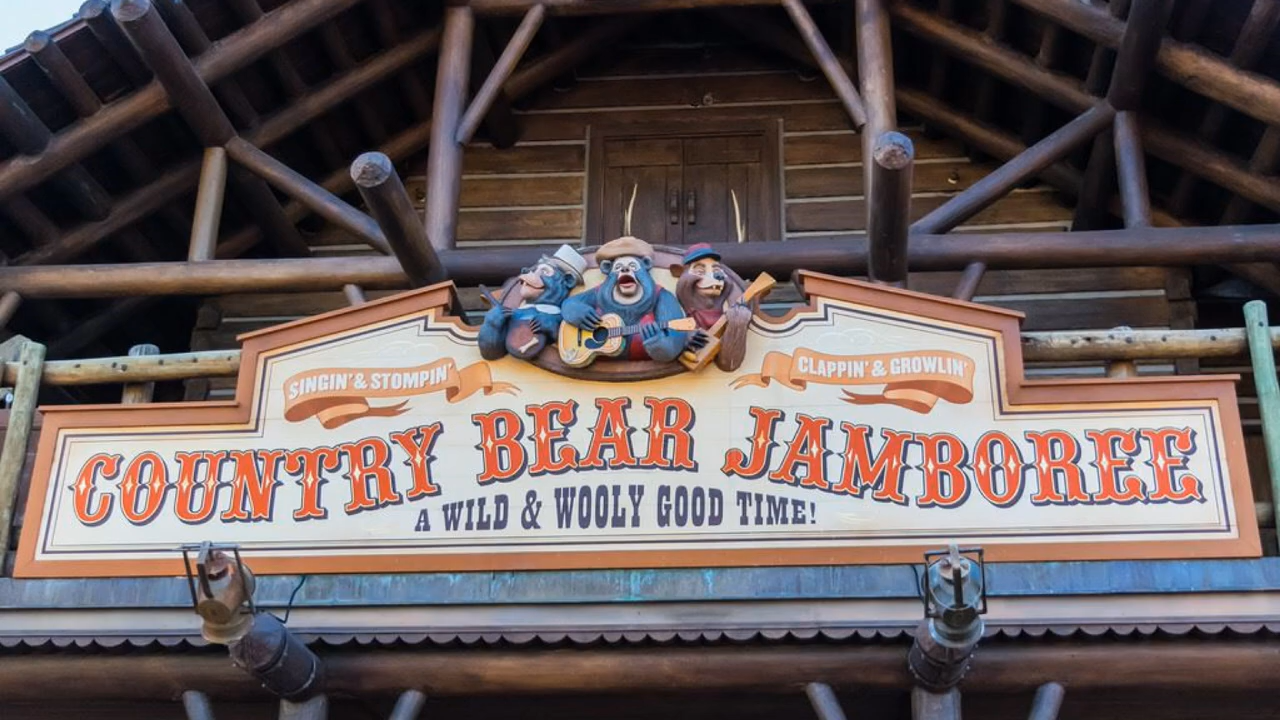 SINGIN' & STOMPIN'
CLAPPIN' & GROWLIN'
COUNTRY BEAR JAMBOREE
A WILD & WOOLY GOOD TIME!